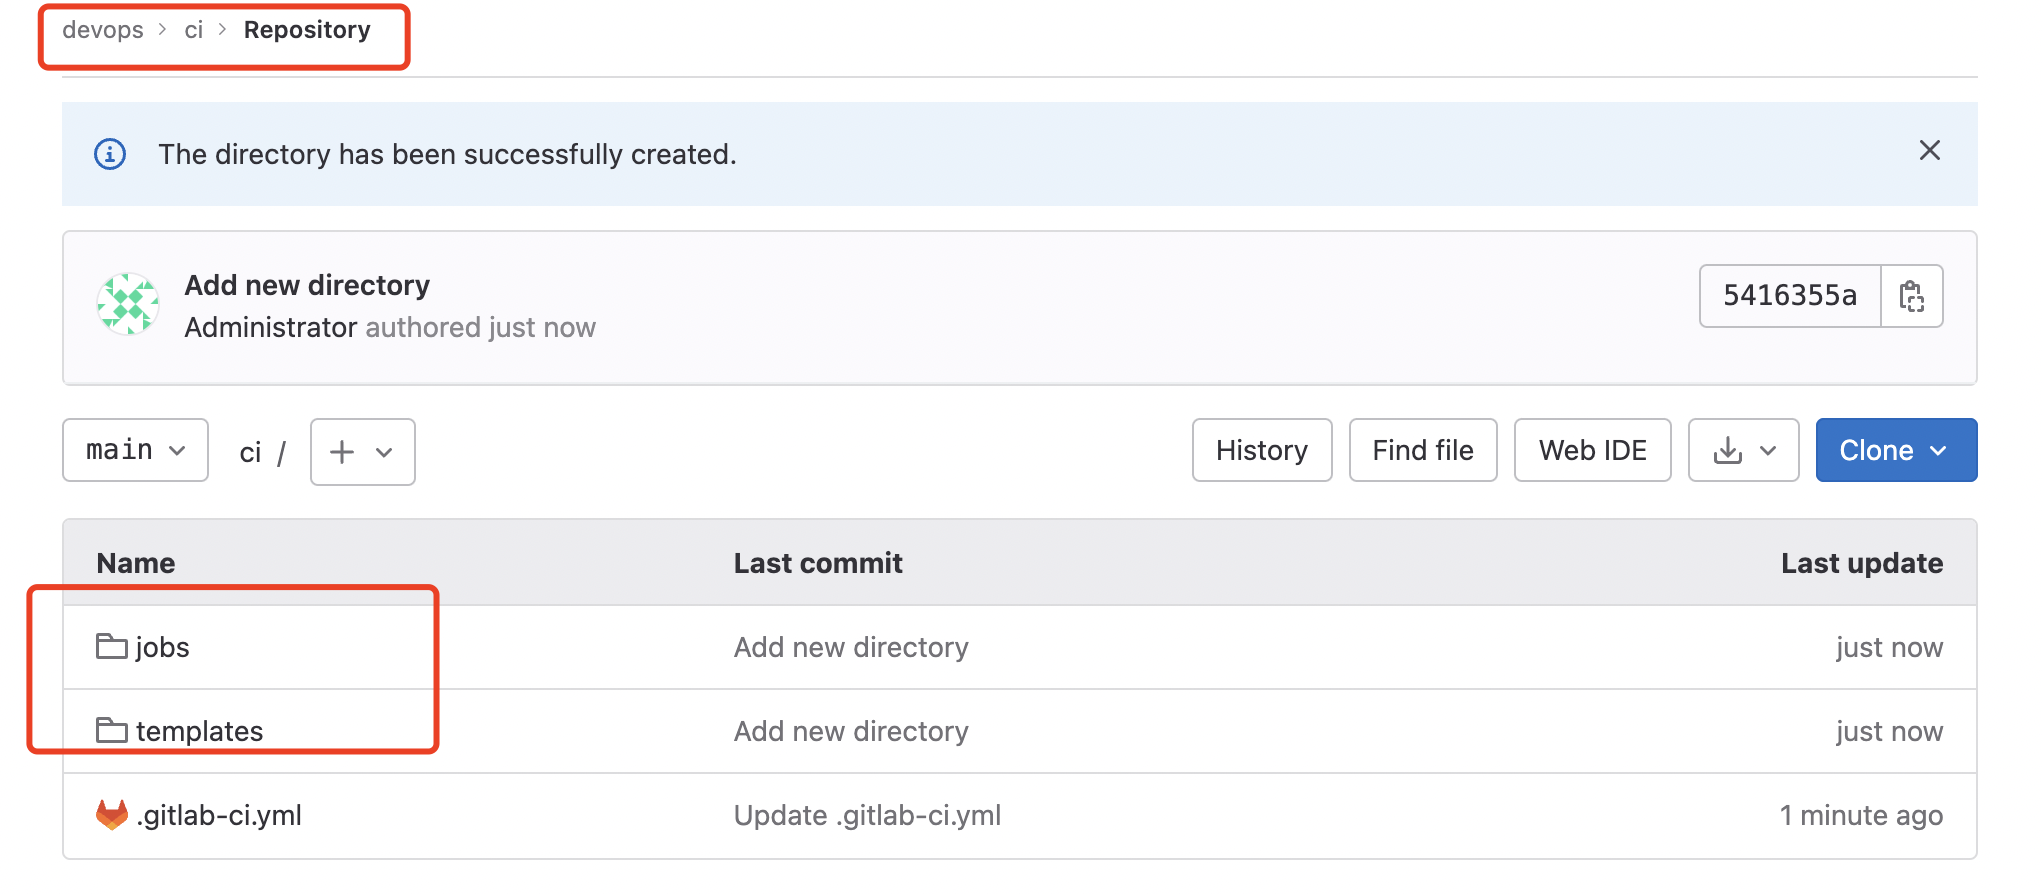 devops > ci > Repository
The directory has been successfully created.
Add new directory
5416355a
Administrator authored just now
main ci / + History Find file Web IDE Clone
Name Last commit Last update
jobs Add new directory just now
templates Add new directory just now
.gitlab-ci.yml Update .gitlab-ci.yml 1 minute ago